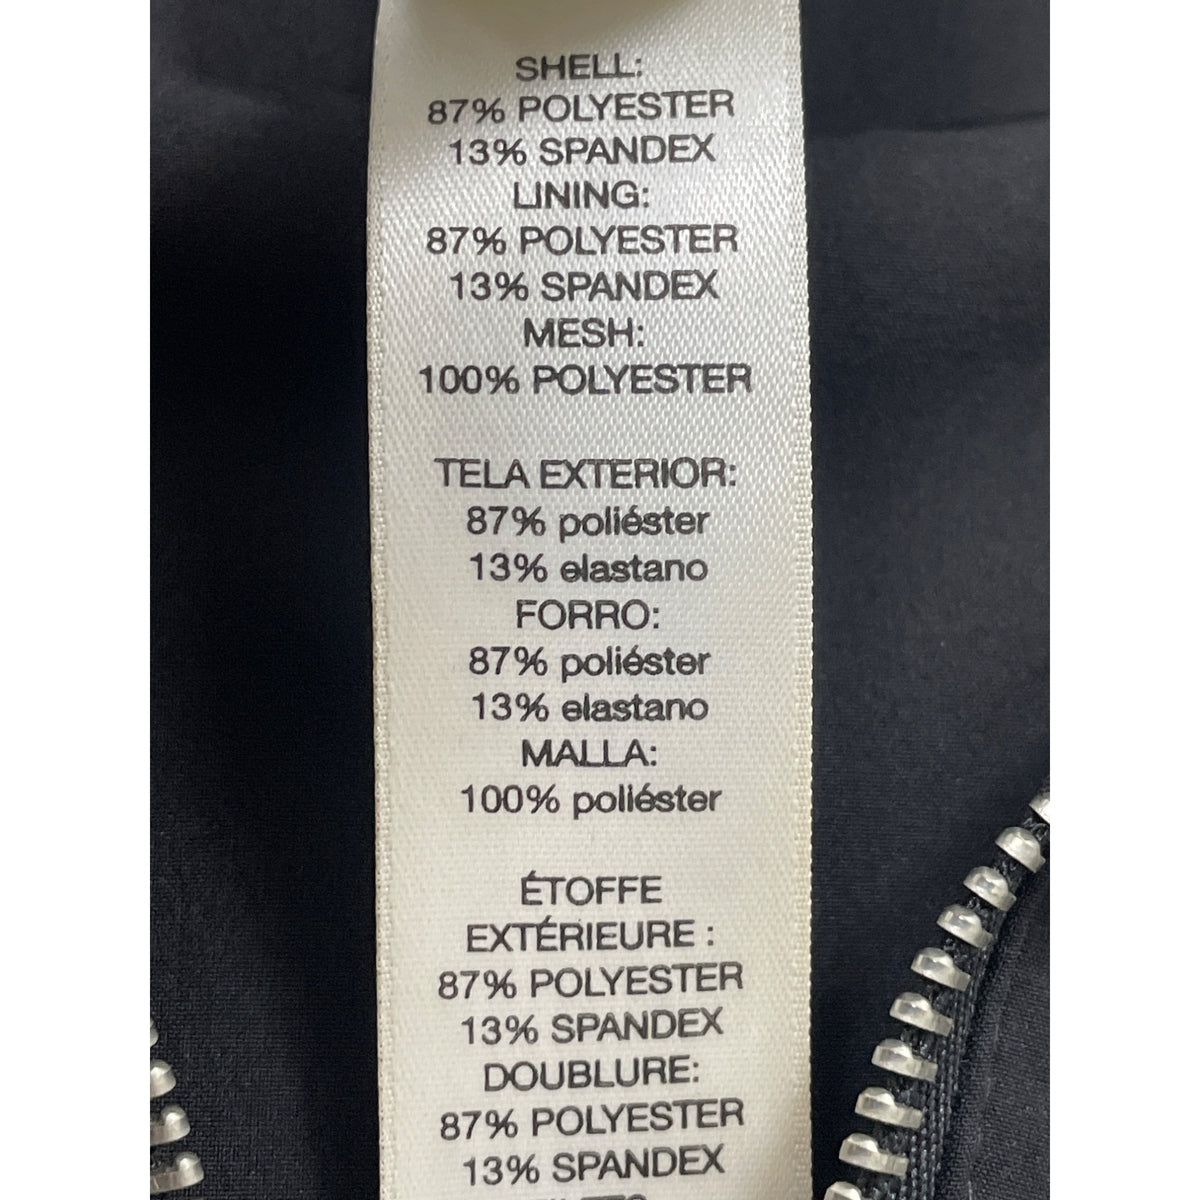 SHELL:
87% POLYESTER
13% SPANDEX
LINING:
87% POLYESTER
13% SPANDEX
MESH:
100% POLYESTER
TELA EXTERIOR:
87% poliéster
13% elastano
FORRO:
87% poliéster
13% elastano
MALLA:
100% poliéster
ÉTOFFE
EXTÉRIEURE :
87% POLYESTER
13% SPANDEX
DOUBLURE:
87% POLYESTER
13% SPANDEX